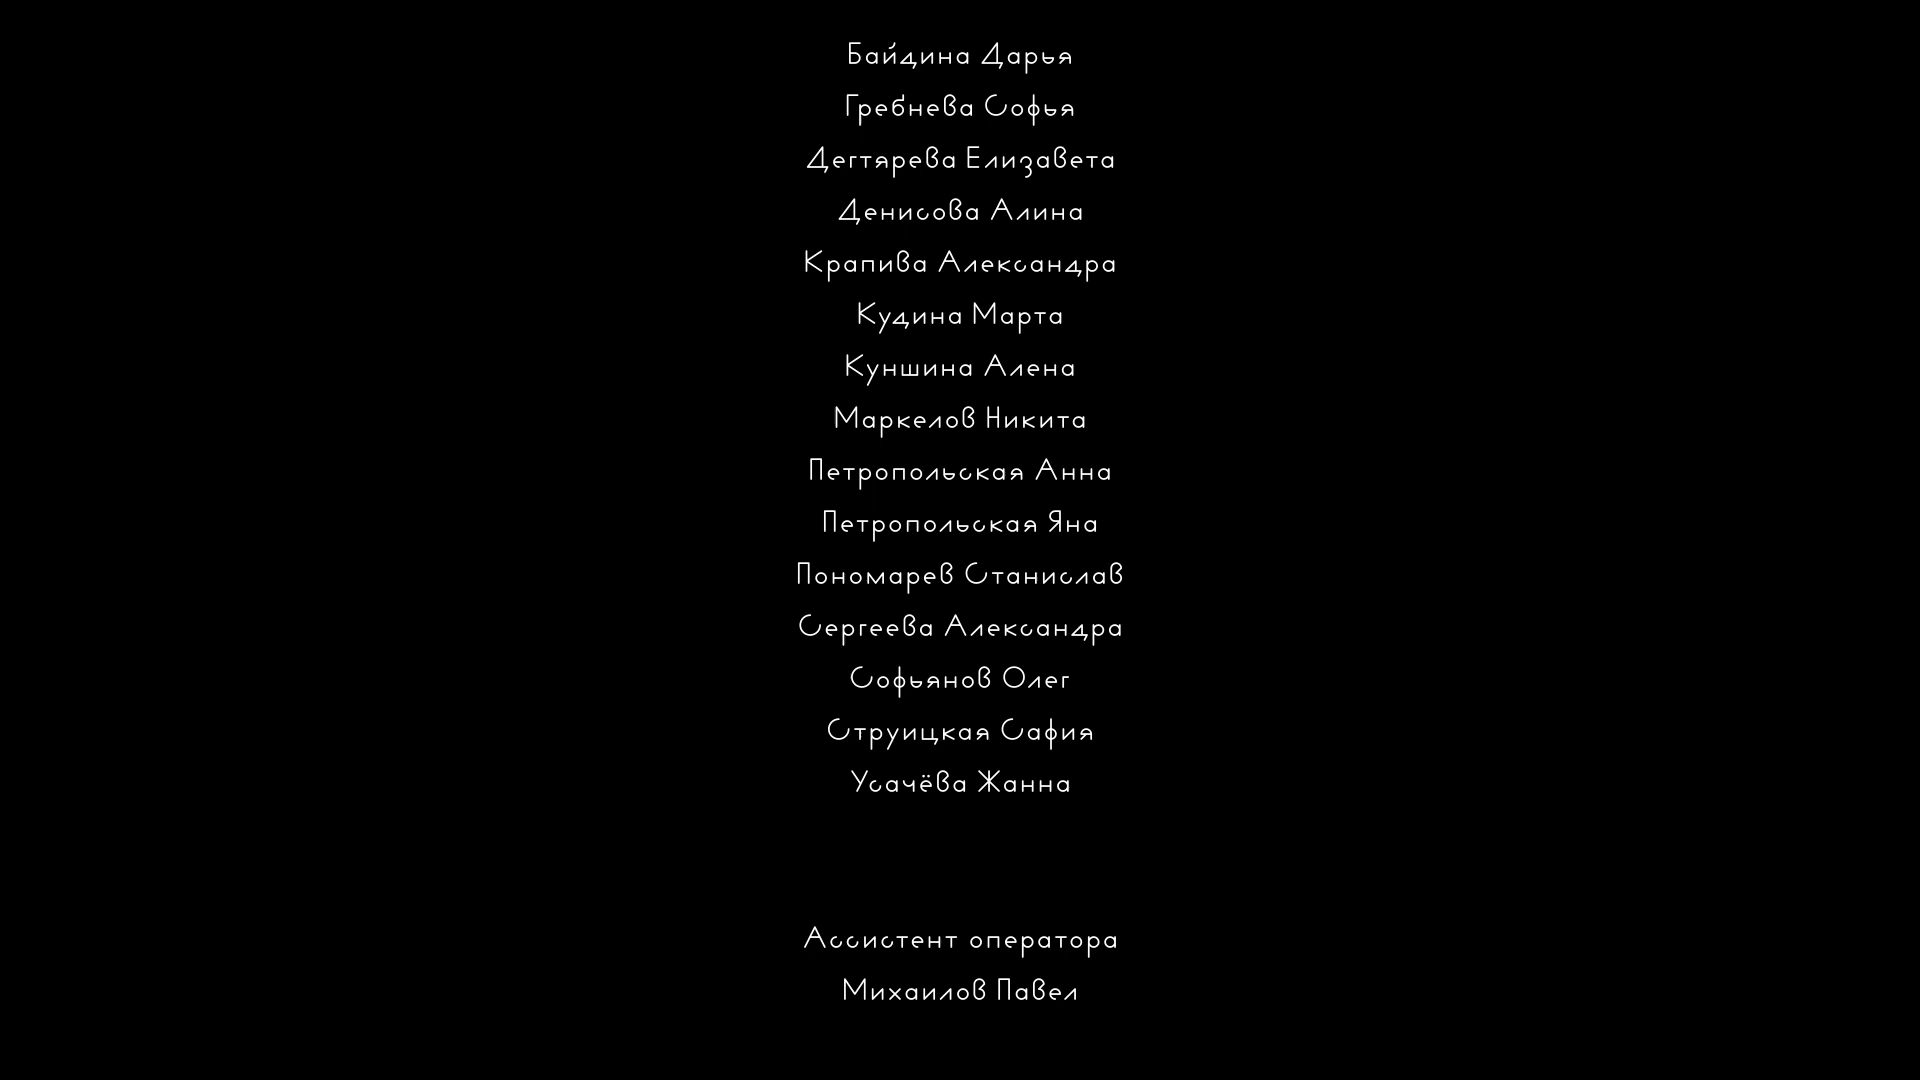 Байдина Дарья
Гребнева Софья
Дегтярева Елизавета
Денисова Алина
Крапива Александра
Кудина Марта
Куншина Алена
Маркелов Никита
Петропольская Анна
Петропольская Яна
Пономарев Станислав
Сергеева Александра
Софьянов Олег
Струицкая Сафия
Усачёва Жанна
Ассистент оператора
Михаилов Павел